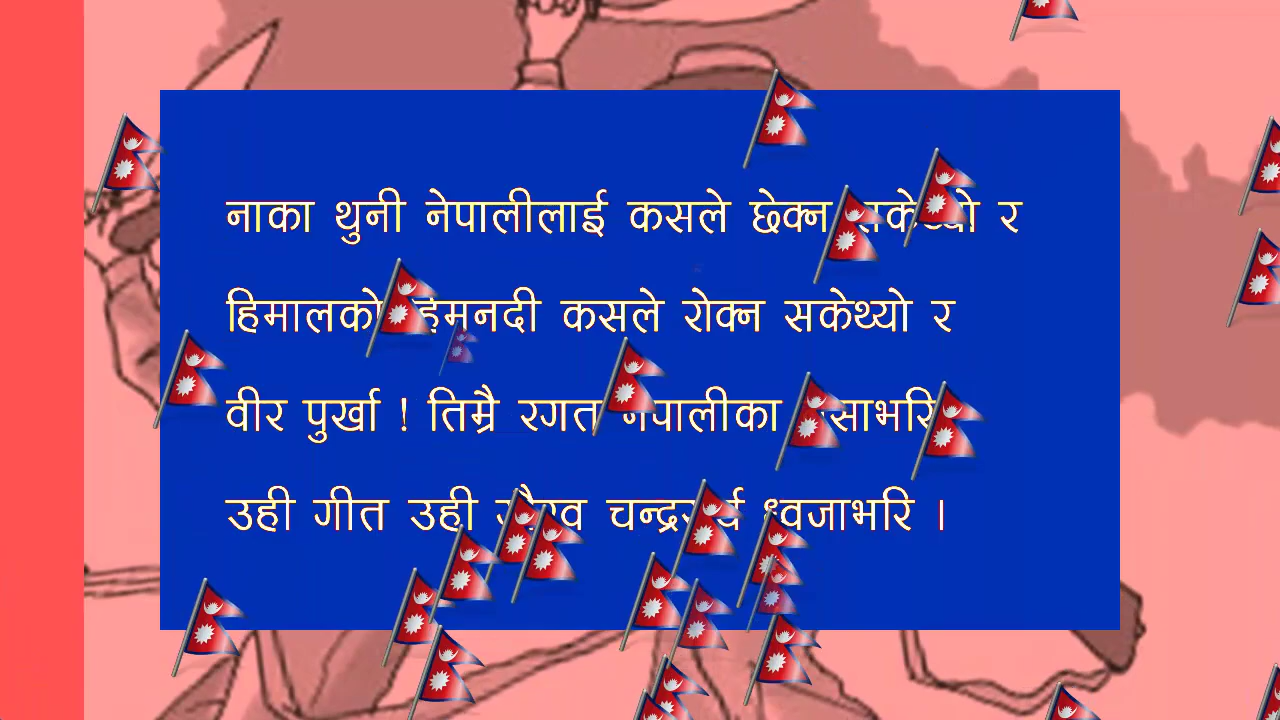 नाका थुनी नेपालीलाई कसले छेक्न सकेथ्यो र
हिमालको हिमनदी कसले रोक्न सकेथ्यो र
वीर पुर्खा ! तिम्रै रगत नेपालीका नसाभरि
उही गीत उही गौरव चन्द्रसूर्य ध्वजाभरि ।